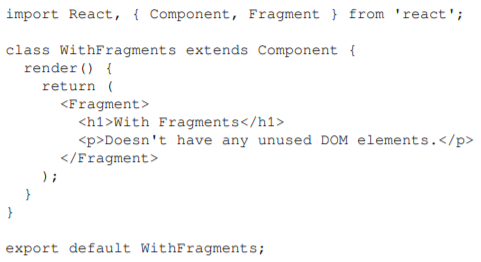 import React, { Component, Fragment } from 'react';

class WithFragments extends Component {
  render() {
    return (
      <Fragment>
        <h1>With Fragments</h1>
        <p>Doesn't have any unused DOM elements.</p>
      </Fragment>
    );
  }
}

export default WithFragments;